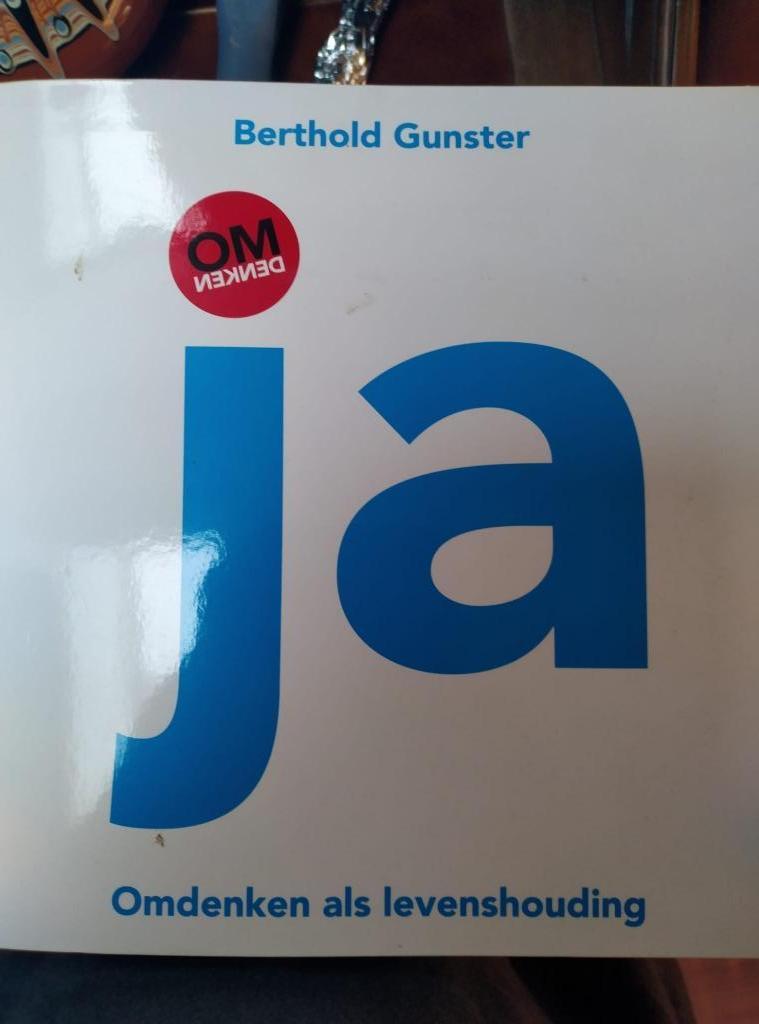 Berthold Gunster
OM
DENKEN
ja
Omdenken als levenshouding